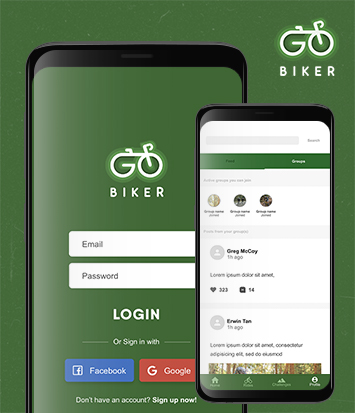 GO
BIKER
GO
BIKER
Email
Password
LOGIN
Or Sign in with
Facebook
Google
Don't have an account? Sign up now!
Search
Groups
Active groups you can join
Group name
Group name
Group name
joined
joined
joined
Posts from your group(s)
Greg McCoy
1h ago
Lorem ipsum dolor sit amet,
323
14
Erwin Tan
1h ago
Lorem ipsum dolor sit amet, consectetur
adipiscing elit, sed do eiusmod
Home
Challenges
Profile